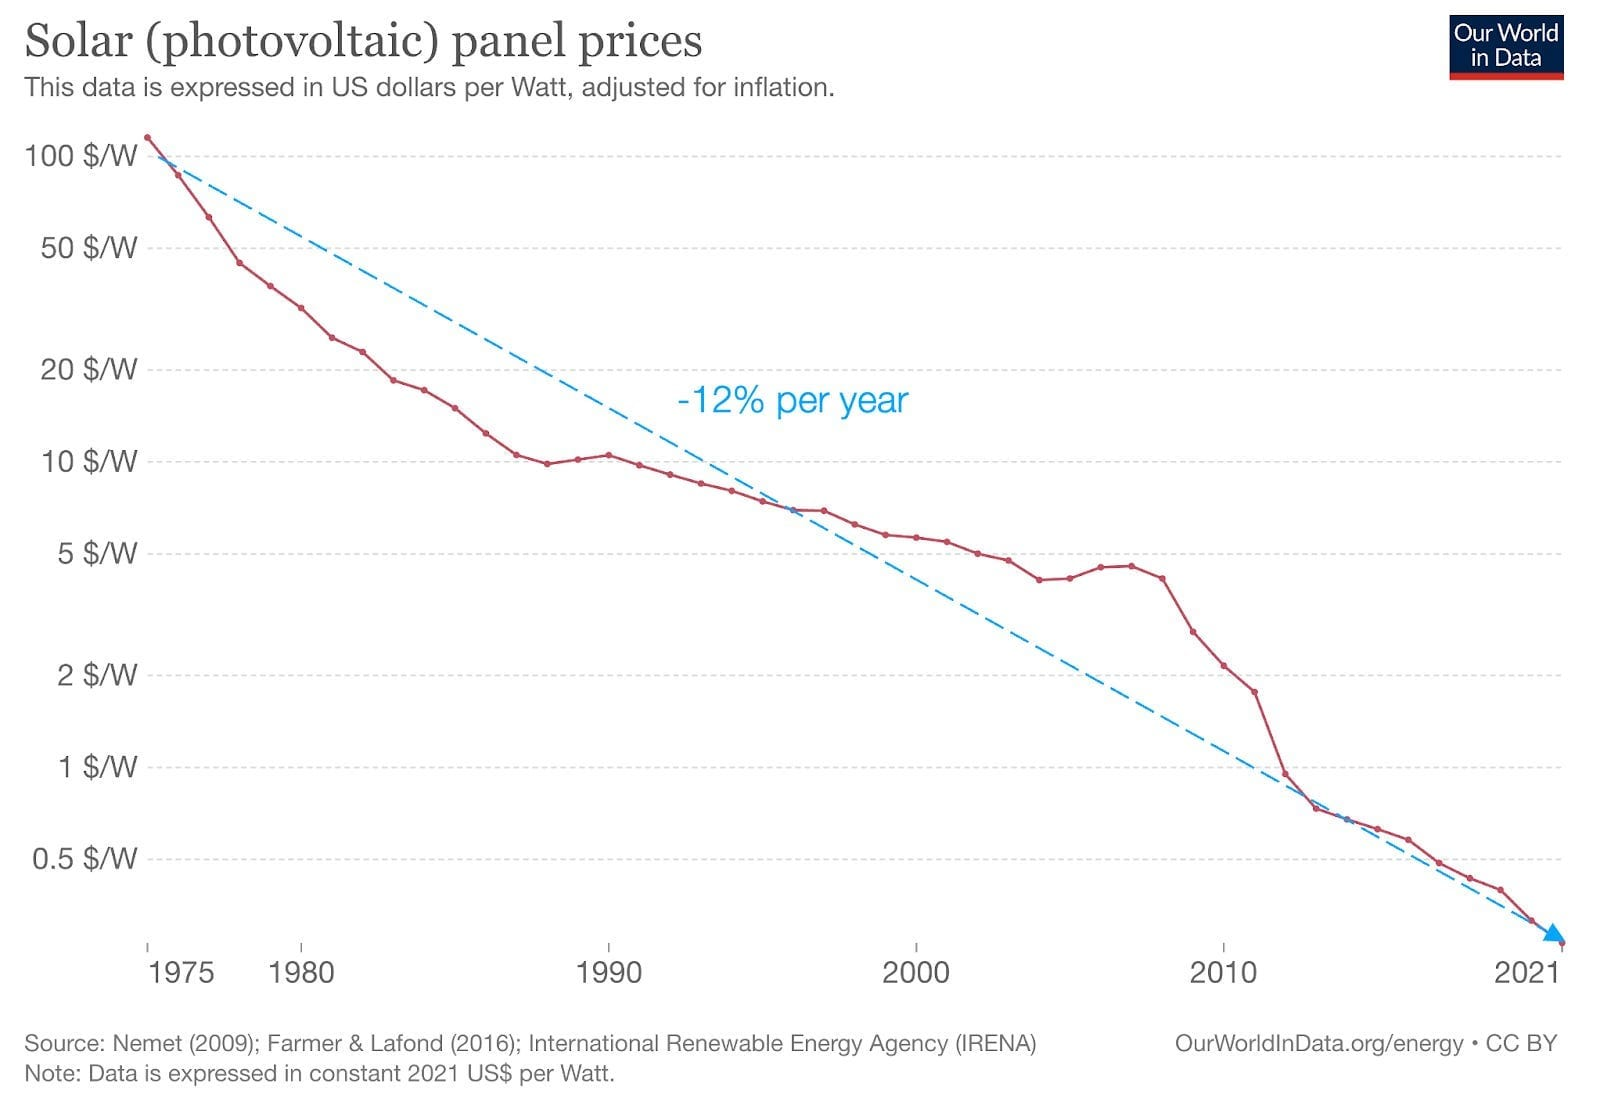 Solar (photovoltaic) panel prices
This data is expressed in US dollars per Watt, adjusted for inflation.
Our World
in Data
100 $/W
50 $/W
20 $/W
10 $/W
5 $/W
2 $/W
1 $/W
0.5 $/W
-12% per year
1975 1980 1990 2000 2010 2021
Source: Nemet (2009); Farmer & Lafond (2016); International Renewable Energy Agency (IRENA)
OurWorldInData.org/energy • CC BY
Note: Data is expressed in constant 2021 US$ per Watt.